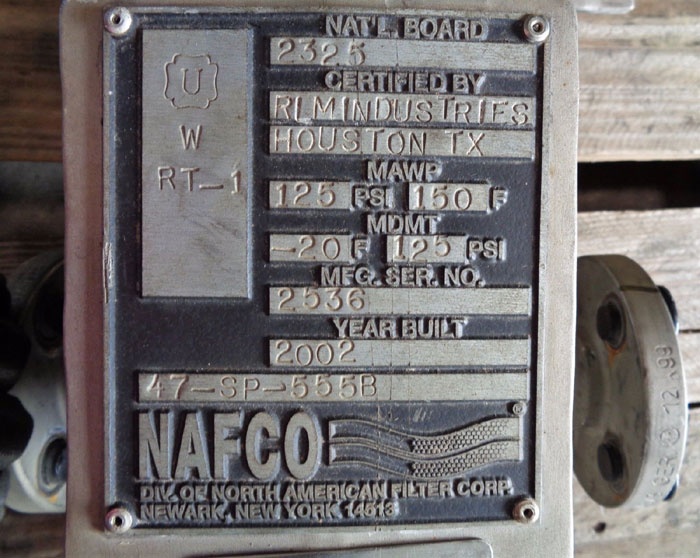 NAT'L. BOARD
2325
U
W
RT-1
CERTIFIED BY
RLM INDUSTRIES
HOUSTON TX
MAWP
125 PSI 150 F
MDMT
-20 F 125 PSI
MFG. SER. NO.
2536
YEAR BUILT
2002
47-SP-555B
NAFCO ®
DIV. OF NORTH AMERICAN FILTER CORP.
NEWARK, NEW YORK 14513